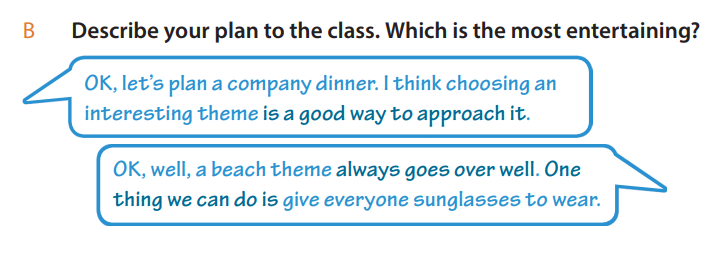 B Describe your plan to the class. Which is the most entertaining?
OK, let's plan a company dinner. I think choosing an
interesting theme is a good way to approach it.
OK, well, a beach theme always goes over well. One
thing we can do is give everyone sunglasses to wear.